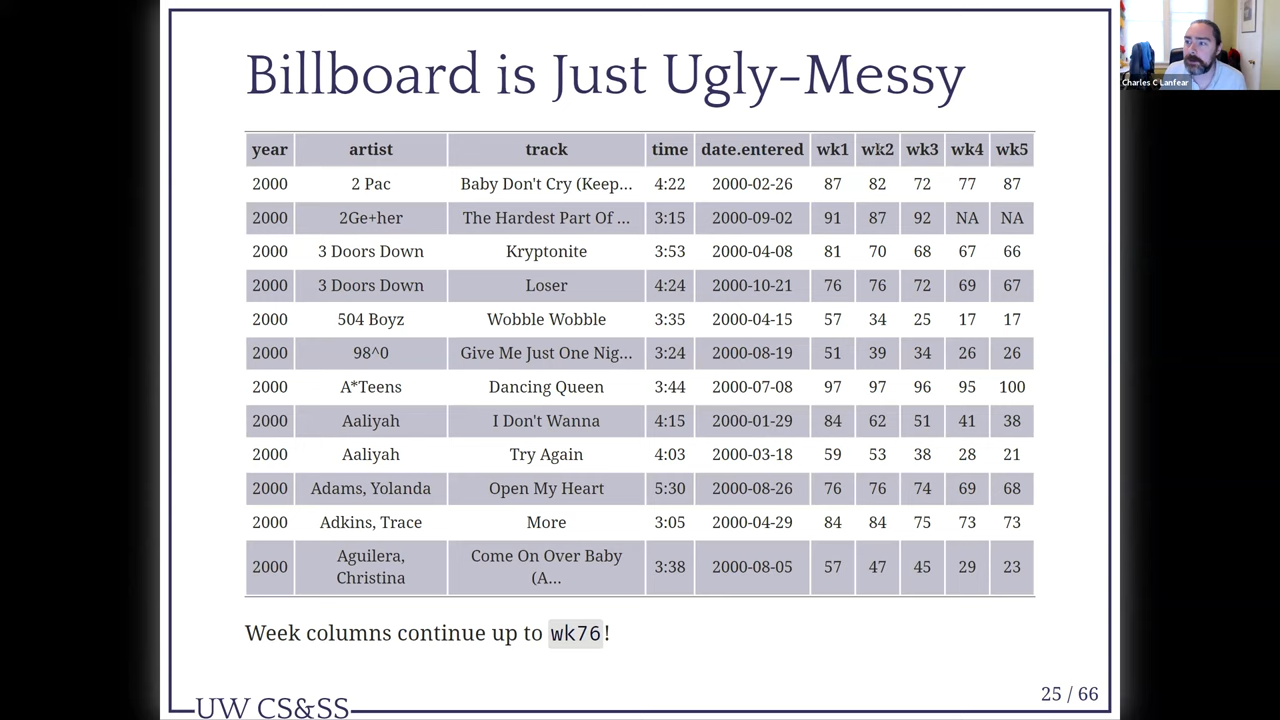 Billboard is Just Ugly-Messy
Charles C Lanfear
year artist track time date.entered wk1 wk2 wk3 wk4 wk5
2000 2 Pac Baby Don't Cry (Keep... 4:22 2000-02-26 87 82 72 77 87
2000 2Ge+her The Hardest Part Of ... 3:15 2000-09-02 91 87 92 NA NA
2000 3 Doors Down Kryptonite 3:53 2000-04-08 81 70 68 67 66
2000 3 Doors Down Loser 4:24 2000-10-21 76 76 72 69 67
2000 504 Boyz Wobble Wobble 3:35 2000-04-15 57 34 25 17 17
2000 98^0 Give Me Just One Nig... 3:24 2000-08-19 51 39 34 26 26
2000 A*Teens Dancing Queen 3:44 2000-07-08 97 97 96 95 100
2000 Aaliyah I Don't Wanna 4:15 2000-01-29 84 62 51 41 38
2000 Aaliyah Try Again 4:03 2000-03-18 59 53 38 28 21
2000 Adams, Yolanda Open My Heart 5:30 2000-08-26 76 76 74 69 68
2000 Adkins, Trace More 3:05 2000-04-29 84 84 75 73 73
2000 Aguilera, Come On Over Baby 3:38 2000-08-05 57 47 45 29 23
Christina (A...
Week columns continue up to wk76!
25 / 66
UW CS&SS